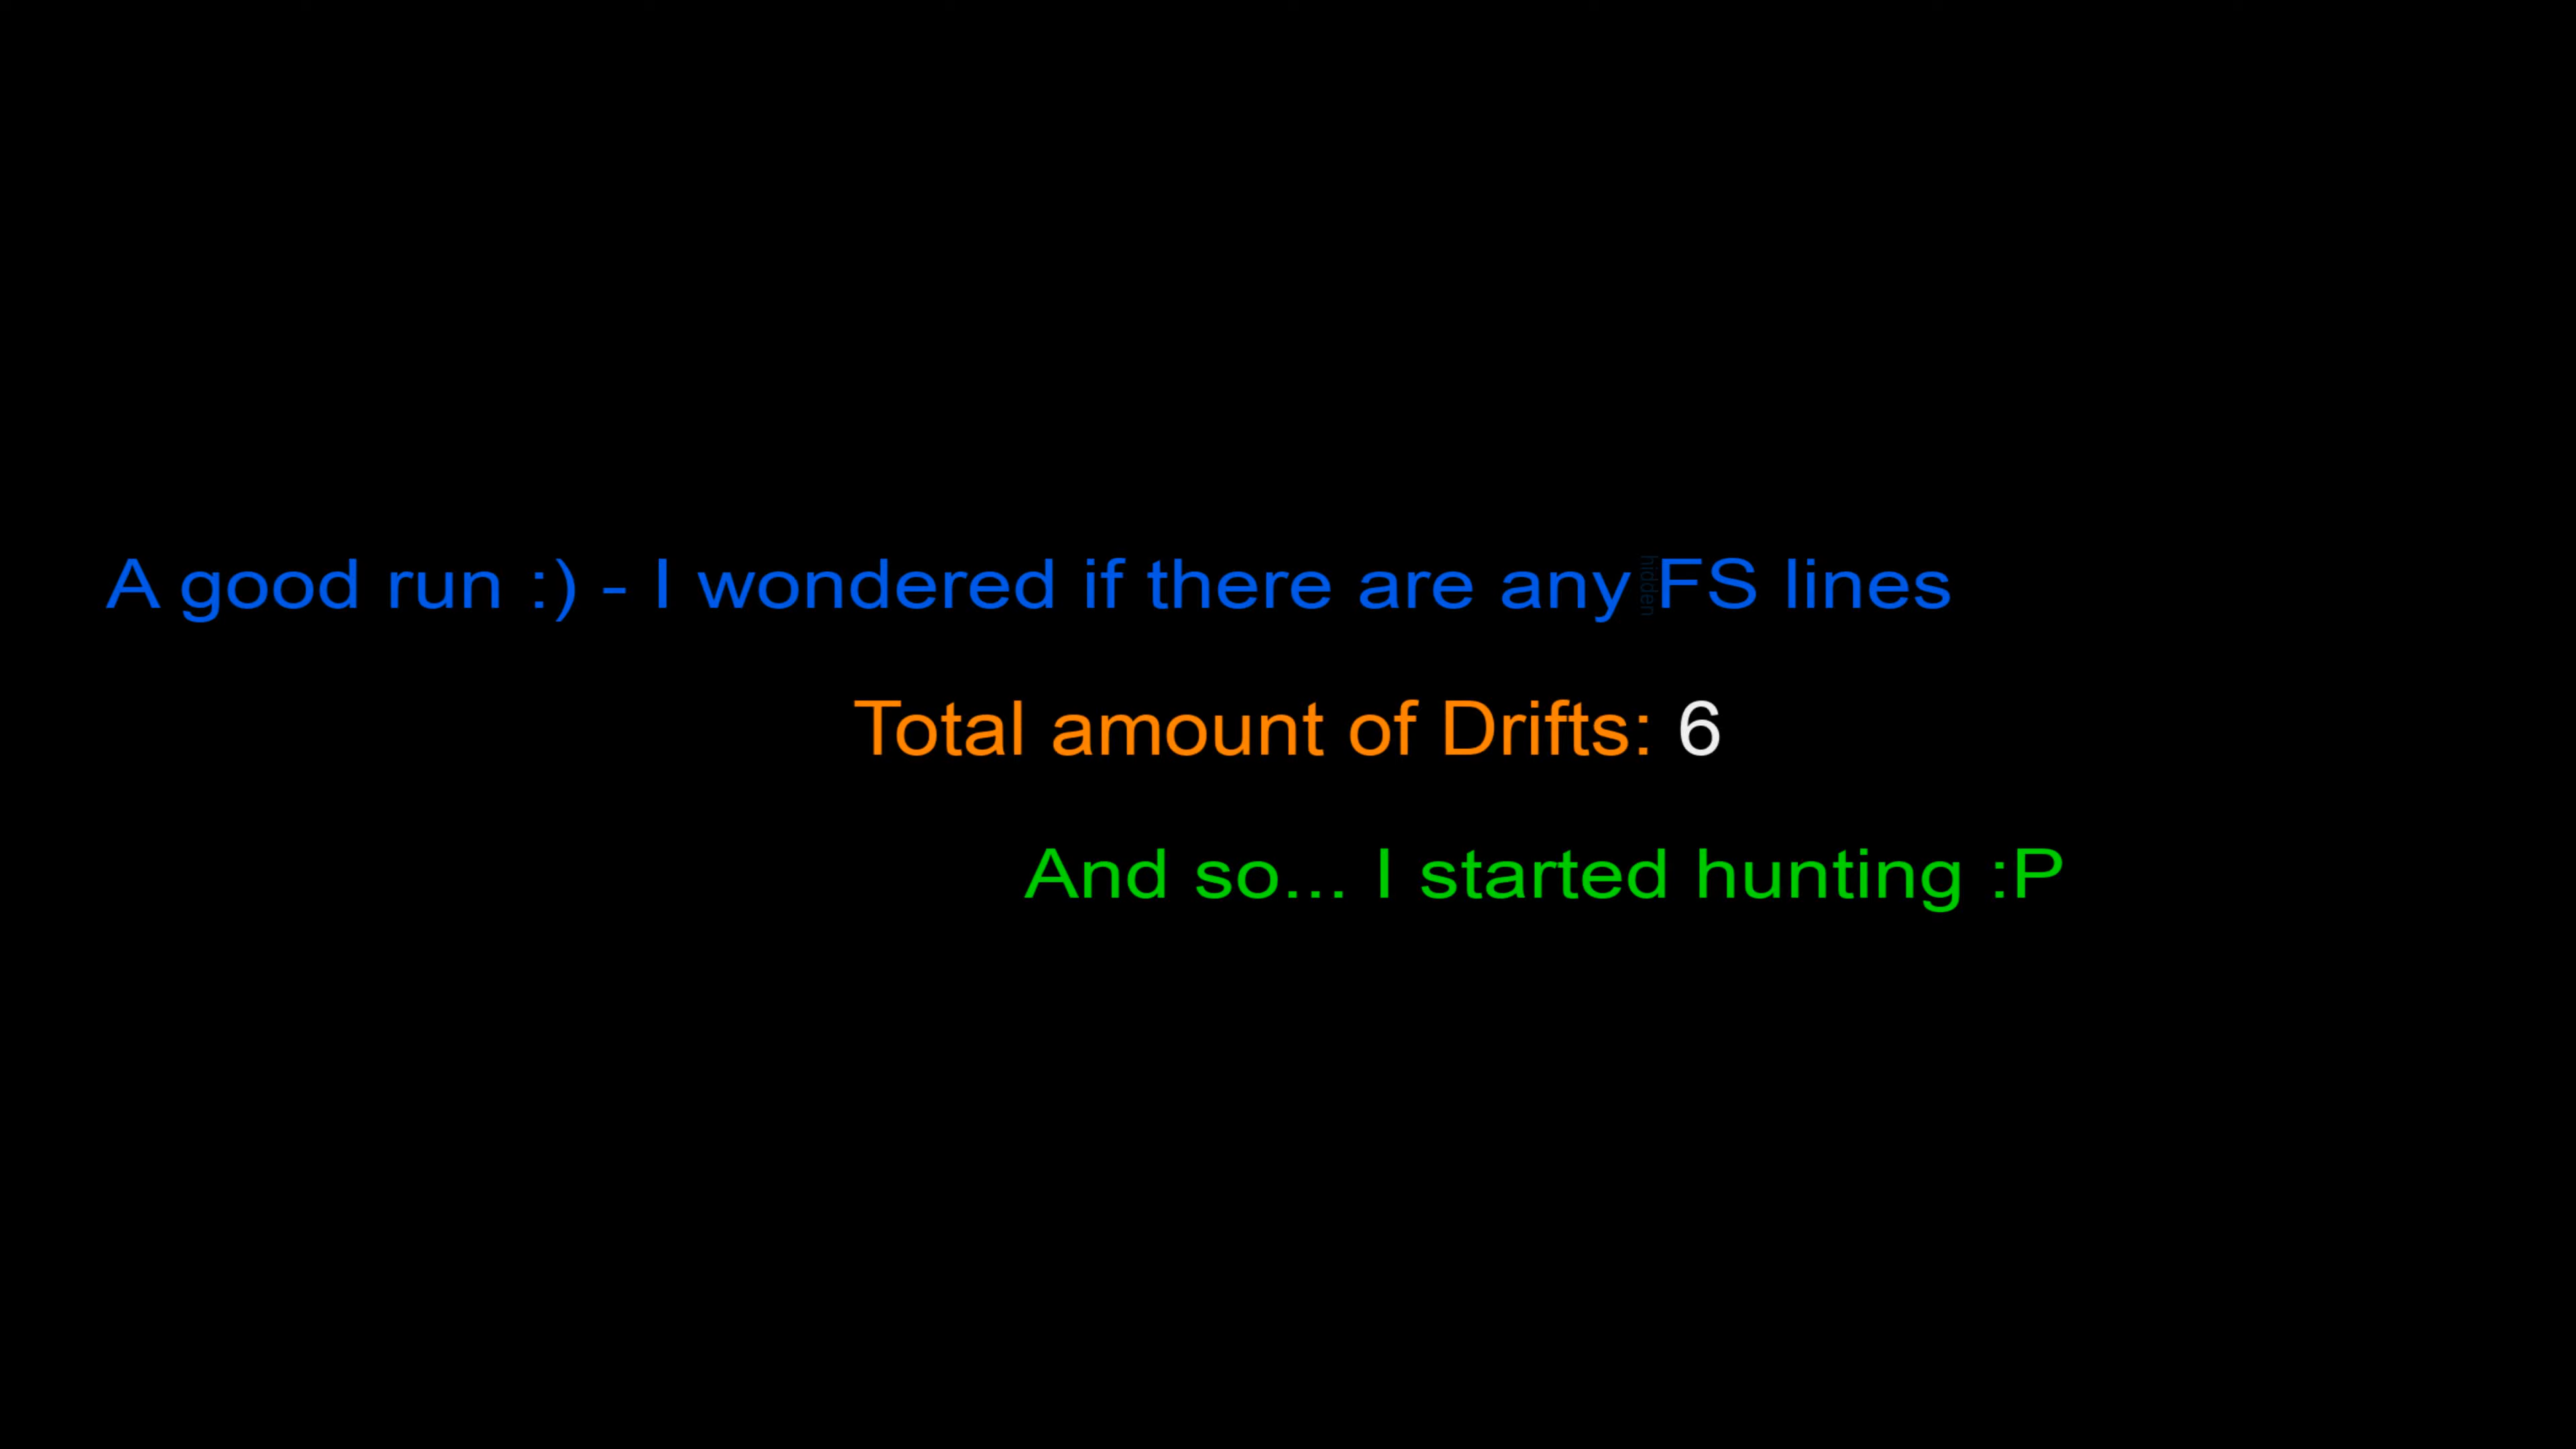 A good run :) - I wondered if there are any hidden FS lines
Total amount of Drifts: 6
And so... I started hunting :P